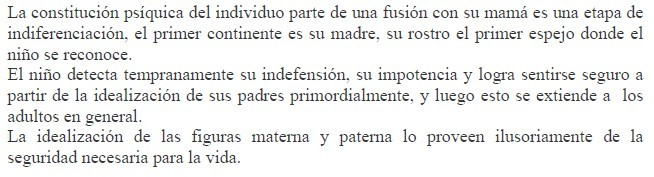 La constitución psíquica del individuo parte de una fusión con su mamá es una etapa de
indiferenciación, el primer continente es su madre, su rostro el primer espejo donde el
niño se reconoce.
El niño detecta tempranamente su indefensión, su impotencia y logra sentirse seguro a
partir de la idealización de sus padres primordialmente, y luego esto se extiende a los
adultos en general.
La idealización de las figuras materna y paterna lo proveen ilusoriamente de la
seguridad necesaria para la vida.